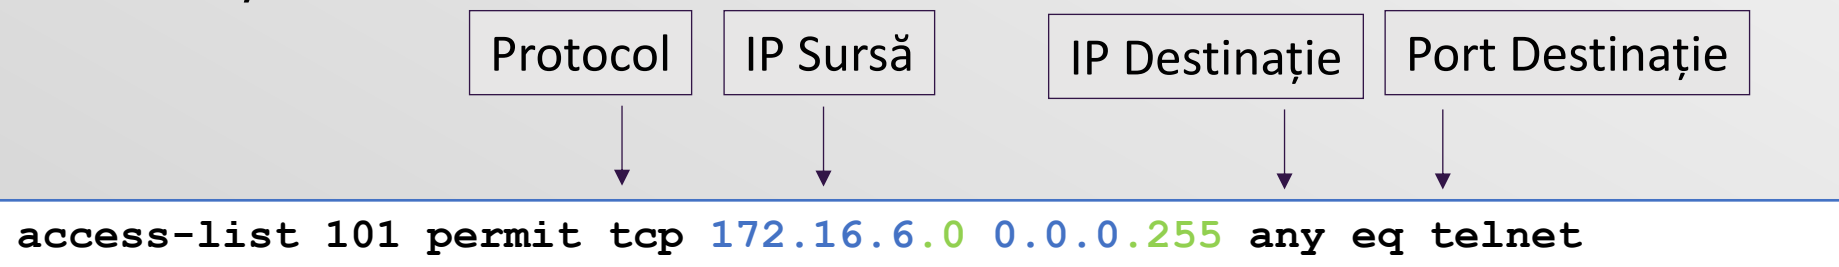 Protocol
IP Sursă
IP Destinație
Port Destinație
access-list 101 permit tcp 172.16.6.0 0.0.0.255 any eq telnet